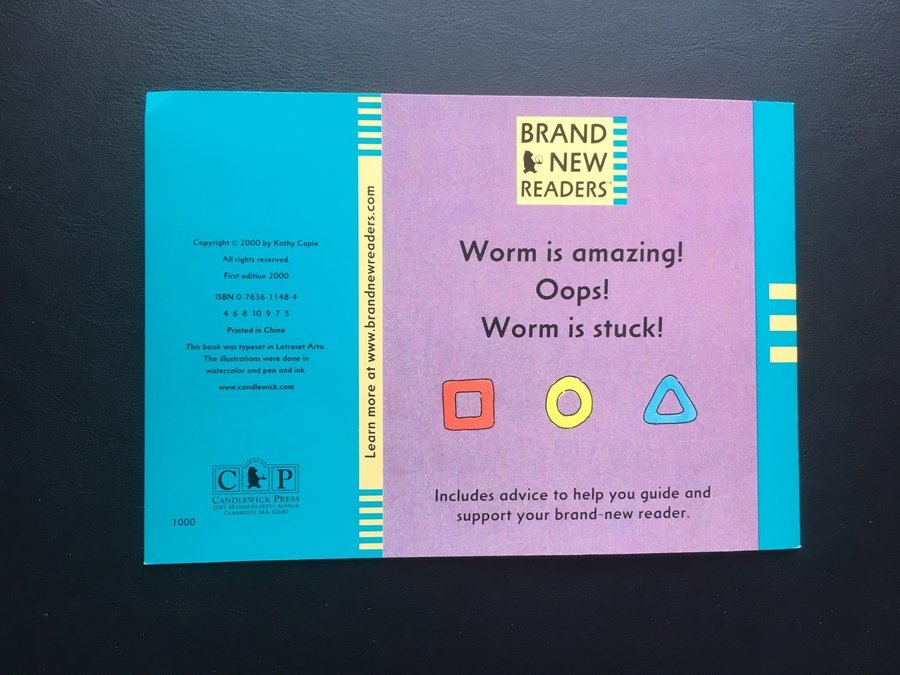 Copyright © 2000 by Kathy Caple
All rights reserved.
First edition 2000
ISBN 0-7636-1148-4
4 6 8 10 9 7 5
Printed in China
This book was typeset in Letraset Arta.
The illustrations were done in
watercolor and pen and ink.
www.candlewick.com
C P
CANDLEWICK PRESS
2067 MASSACHUSETTS AVENUE
CAMBRIDGE MA 02140
1000
Learn more at www.brandnewreaders.com
BRAND
NEW
READERS™
Worm is amazing!
Oops!
Worm is stuck!
Includes advice to help you guide and
support your brand-new reader.